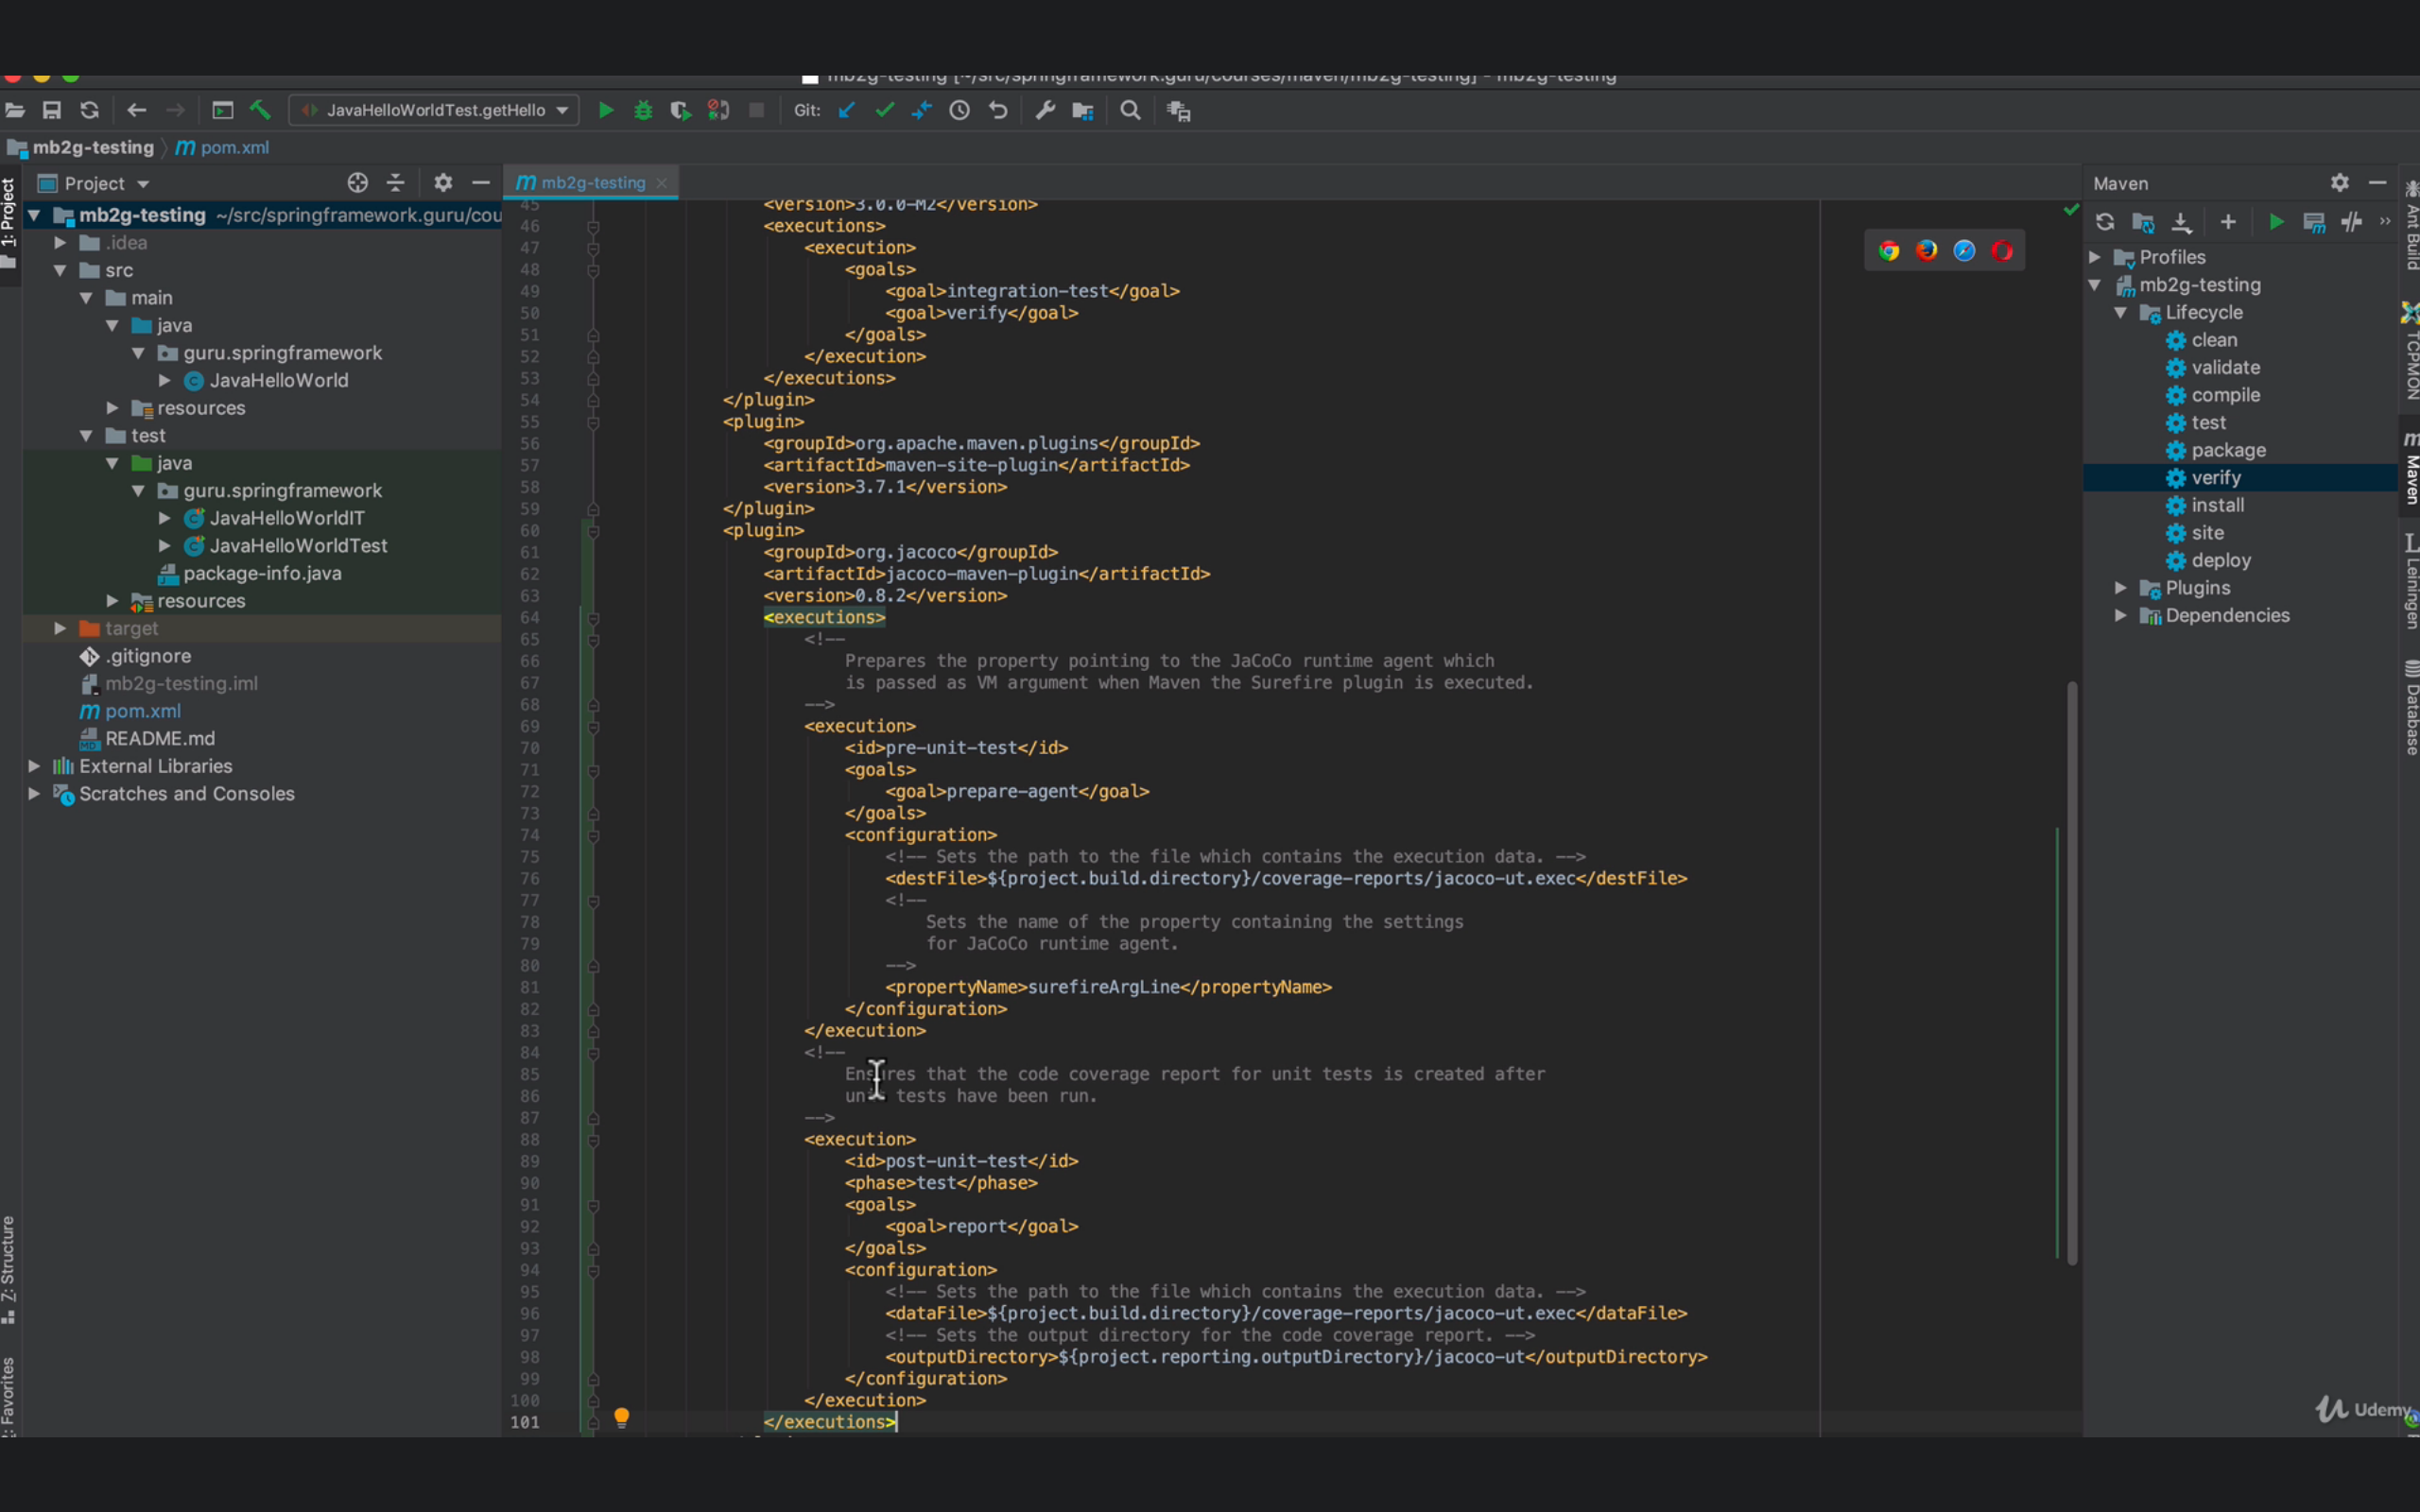 mb2g-testing [~/src/springframework.guru/courses/maven/mb2g-testing] - mb2g-testing
JavaHelloWorldTest.getHello
Git:
mb2g-testing
pom.xml
1: Project
Project
mb2g-testing ~/src/springframework.guru/cou
.idea
src
main
java
guru.springframework
JavaHelloWorld
resources
test
java
guru.springframework
JavaHelloWorldIT
JavaHelloWorldTest
package-info.java
resources
target
.gitignore
mb2g-testing.iml
pom.xml
README.md
External Libraries
Scratches and Consoles
Z: Structure
Favorites
mb2g-testing
45 <version>3.0.0-M2</version>
46 <executions>
47 <execution>
48 <goals>
49 <goal>integration-test</goal>
50 <goal>verify</goal>
51 </goals>
52 </execution>
53 </executions>
54 </plugin>
55 <plugin>
56 <groupId>org.apache.maven.plugins</groupId>
57 <artifactId>maven-site-plugin</artifactId>
58 <version>3.7.1</version>
59 </plugin>
60 <plugin>
61 <groupId>org.jacoco</groupId>
62 <artifactId>jacoco-maven-plugin</artifactId>
63 <version>0.8.2</version>
64 <executions>
65 <!--
66 Prepares the property pointing to the JaCoCo runtime agent which
67 is passed as VM argument when Maven the Surefire plugin is executed.
68 -->
69 <execution>
70 <id>pre-unit-test</id>
71 <goals>
72 <goal>prepare-agent</goal>
73 </goals>
74 <configuration>
75 <!-- Sets the path to the file which contains the execution data. -->
76 <destFile>${project.build.directory}/coverage-reports/jacoco-ut.exec</destFile>
77 <!--
78 Sets the name of the property containing the settings
79 for JaCoCo runtime agent.
80 -->
81 <propertyName>surefireArgLine</propertyName>
82 </configuration>
83 </execution>
84 <!--
85 Ensures that the code coverage report for unit tests is created after
86 unit tests have been run.
87 -->
88 <execution>
89 <id>post-unit-test</id>
90 <phase>test</phase>
91 <goals>
92 <goal>report</goal>
93 </goals>
94 <configuration>
95 <!-- Sets the path to the file which contains the execution data. -->
96 <dataFile>${project.build.directory}/coverage-reports/jacoco-ut.exec</dataFile>
97 <!-- Sets the output directory for the code coverage report. -->
98 <outputDirectory>${project.reporting.outputDirectory}/jacoco-ut</outputDirectory>
99 </configuration>
100 </execution>
101 </executions>
Maven
Profiles
mb2g-testing
Lifecycle
clean
validate
compile
test
package
verify
install
site
deploy
Plugins
Dependencies
Ant Build
TCPMON
Maven
Leiningen
Database
Udemy